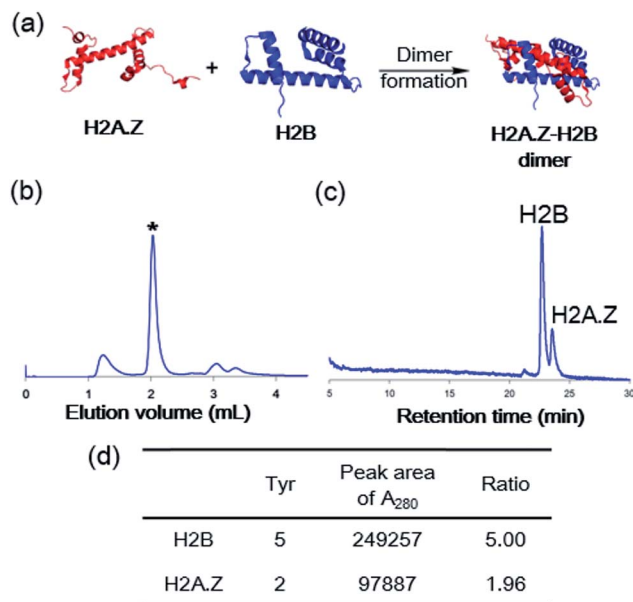 (a)
+
Dimer
formation
H2A.Z
H2B
H2A.Z-H2B
dimer
(b)
*
0 1 2 3 4
Elution volume (mL)
(c)
H2B
H2A.Z
5 10 15 20 25 30
Retention time (min)
(d)
Tyr Peak area of A280 Ratio
H2B 5 249257 5.00
H2A.Z 2 97887 1.96